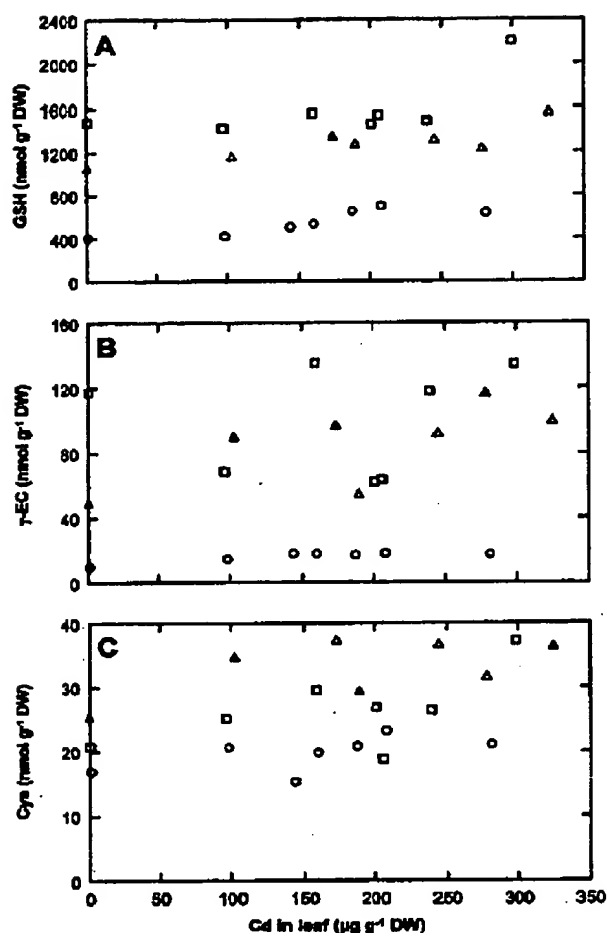 A
2400
2000
1600
1200
800
400
0
GSH (nmol g⁻¹ DW)
B
160
120
80
40
0
γ-EC (nmol g⁻¹ DW)
C
40
30
20
10
0
Cys (nmol g⁻¹ DW)
0 50 100 150 200 250 300 350
Cd in leaf (µg g⁻¹ DW)